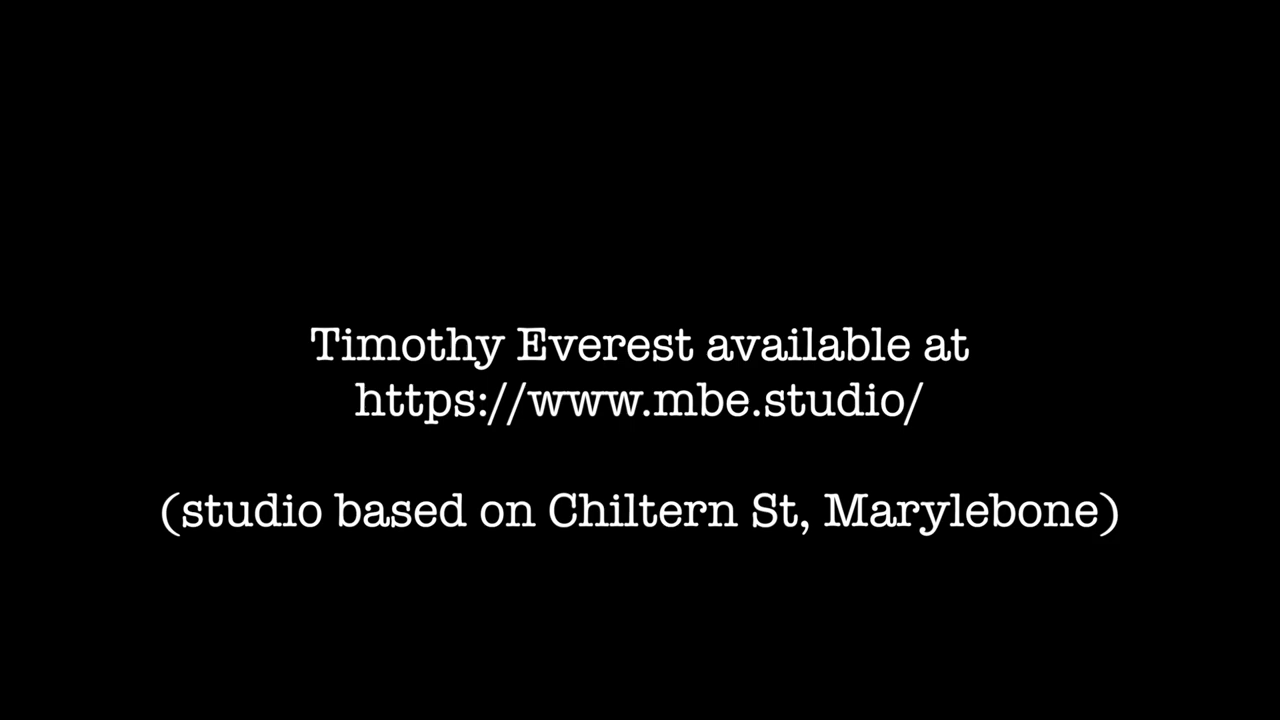 Timothy Everest available at
https://www.mbe.studio/
(studio based on Chiltern St, Marylebone)